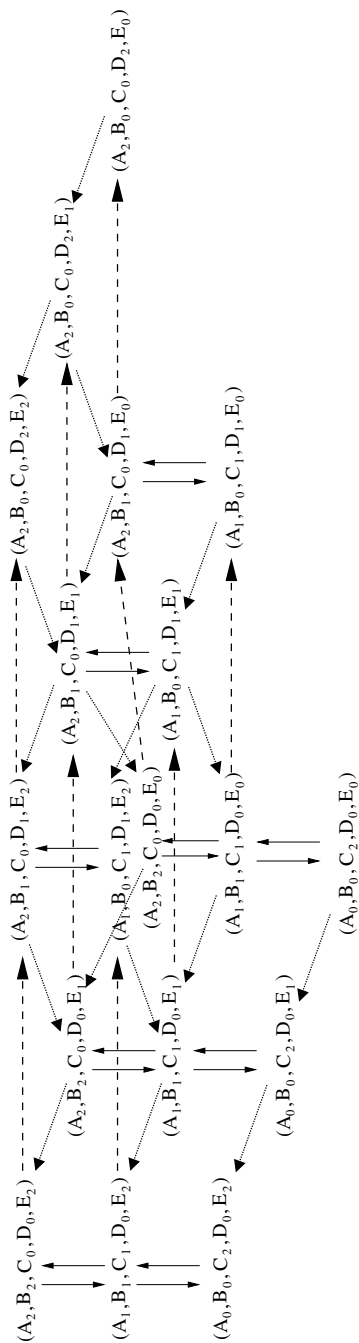 (A₂,B₂,C₀,D₀,E₂)
(A₂,B₁,C₀,D₁,E₂)
(A₂,B₀,C₀,D₂,E₂)
(A₂,B₂,C₀,D₀,E₁)
(A₂,B₁,C₀,D₁,E₁)
(A₂,B₀,C₀,D₂,E₁)
(A₁,B₁,C₁,D₀,E₂)
(A₁,B₀,C₁,D₁,E₂)
(A₂,B₁,C₀,D₁,E₀)
(A₂,B₀,C₀,D₂,E₀)
(A₂,B₂,C₀,D₀,E₀)
(A₁,B₁,C₁,D₀,E₁)
(A₁,B₀,C₁,D₁,E₁)
(A₀,B₀,C₂,D₀,E₂)
(A₁,B₁,C₁,D₀,E₀)
(A₁,B₀,C₁,D₁,E₀)
(A₀,B₀,C₂,D₀,E₁)
(A₀,B₀,C₂,D₀,E₀)